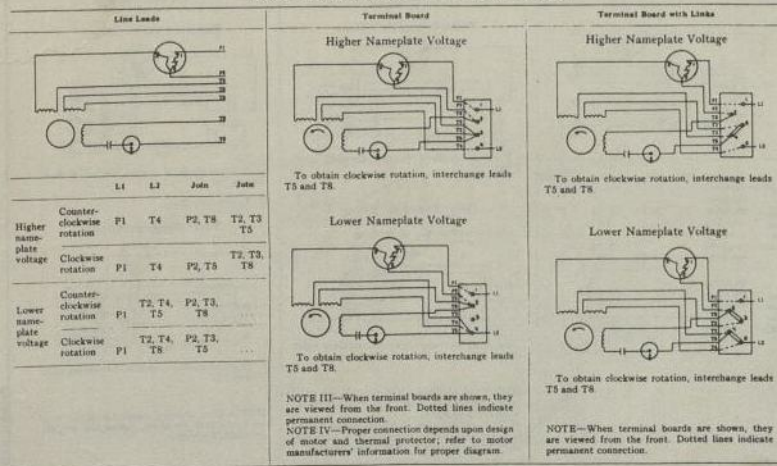 Line Leads
L1 L2 Join Join
Higher name-plate voltage
Counter-clockwise rotation P1 T4 P2, T8 T2, T3 T5
Clockwise rotation P1 T4 P2, T5 T2, T3, T8
Lower name-plate voltage
Counter-clockwise rotation P1 T2, T4, T5 P2, T3, T8 ...
Clockwise rotation P1 T2, T4, T8 P2, T3, T5 ...
Terminal Board
Higher Nameplate Voltage
L1
L2
To obtain clockwise rotation, interchange leads
T5 and T8.
Lower Nameplate Voltage
L1
L2
To obtain clockwise rotation, interchange leads
T5 and T8.
NOTE III—When terminal boards are shown, they
are viewed from the front. Dotted lines indicate
permanent connection.
NOTE IV—Proper connection depends upon design
of motor and thermal protector; refer to motor
manufacturers' information for proper diagram.
Terminal Board with Links
Higher Nameplate Voltage
L1
L2
To obtain clockwise rotation, interchange leads
T5 and T8.
Lower Nameplate Voltage
L1
L2
To obtain clockwise rotation, interchange leads
T5 and T8.
NOTE—When terminal boards are shown, they
are viewed from the front. Dotted lines indicate
permanent connection.